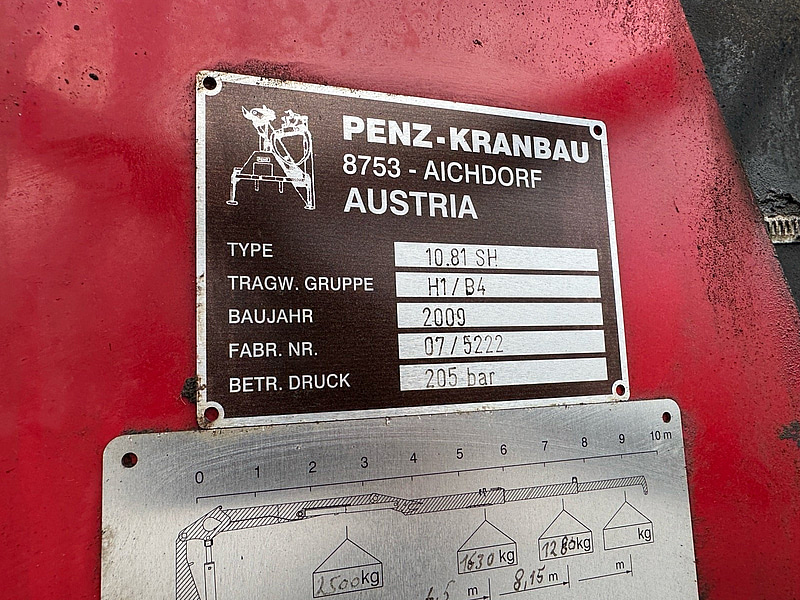 PENZ-KRANBAU
8753 - AICHDORF
AUSTRIA
TYPE 10.81 SH
TRAGW. GRUPPE H1/B4
BAUJAHR 2009
FABR. NR. 07/5222
BETR. DRUCK 205 bar
0 1 2 3 4 5 6 7 8 9 10 m
2500 kg 1630 kg 1280 kg kg
m 8,15 m m